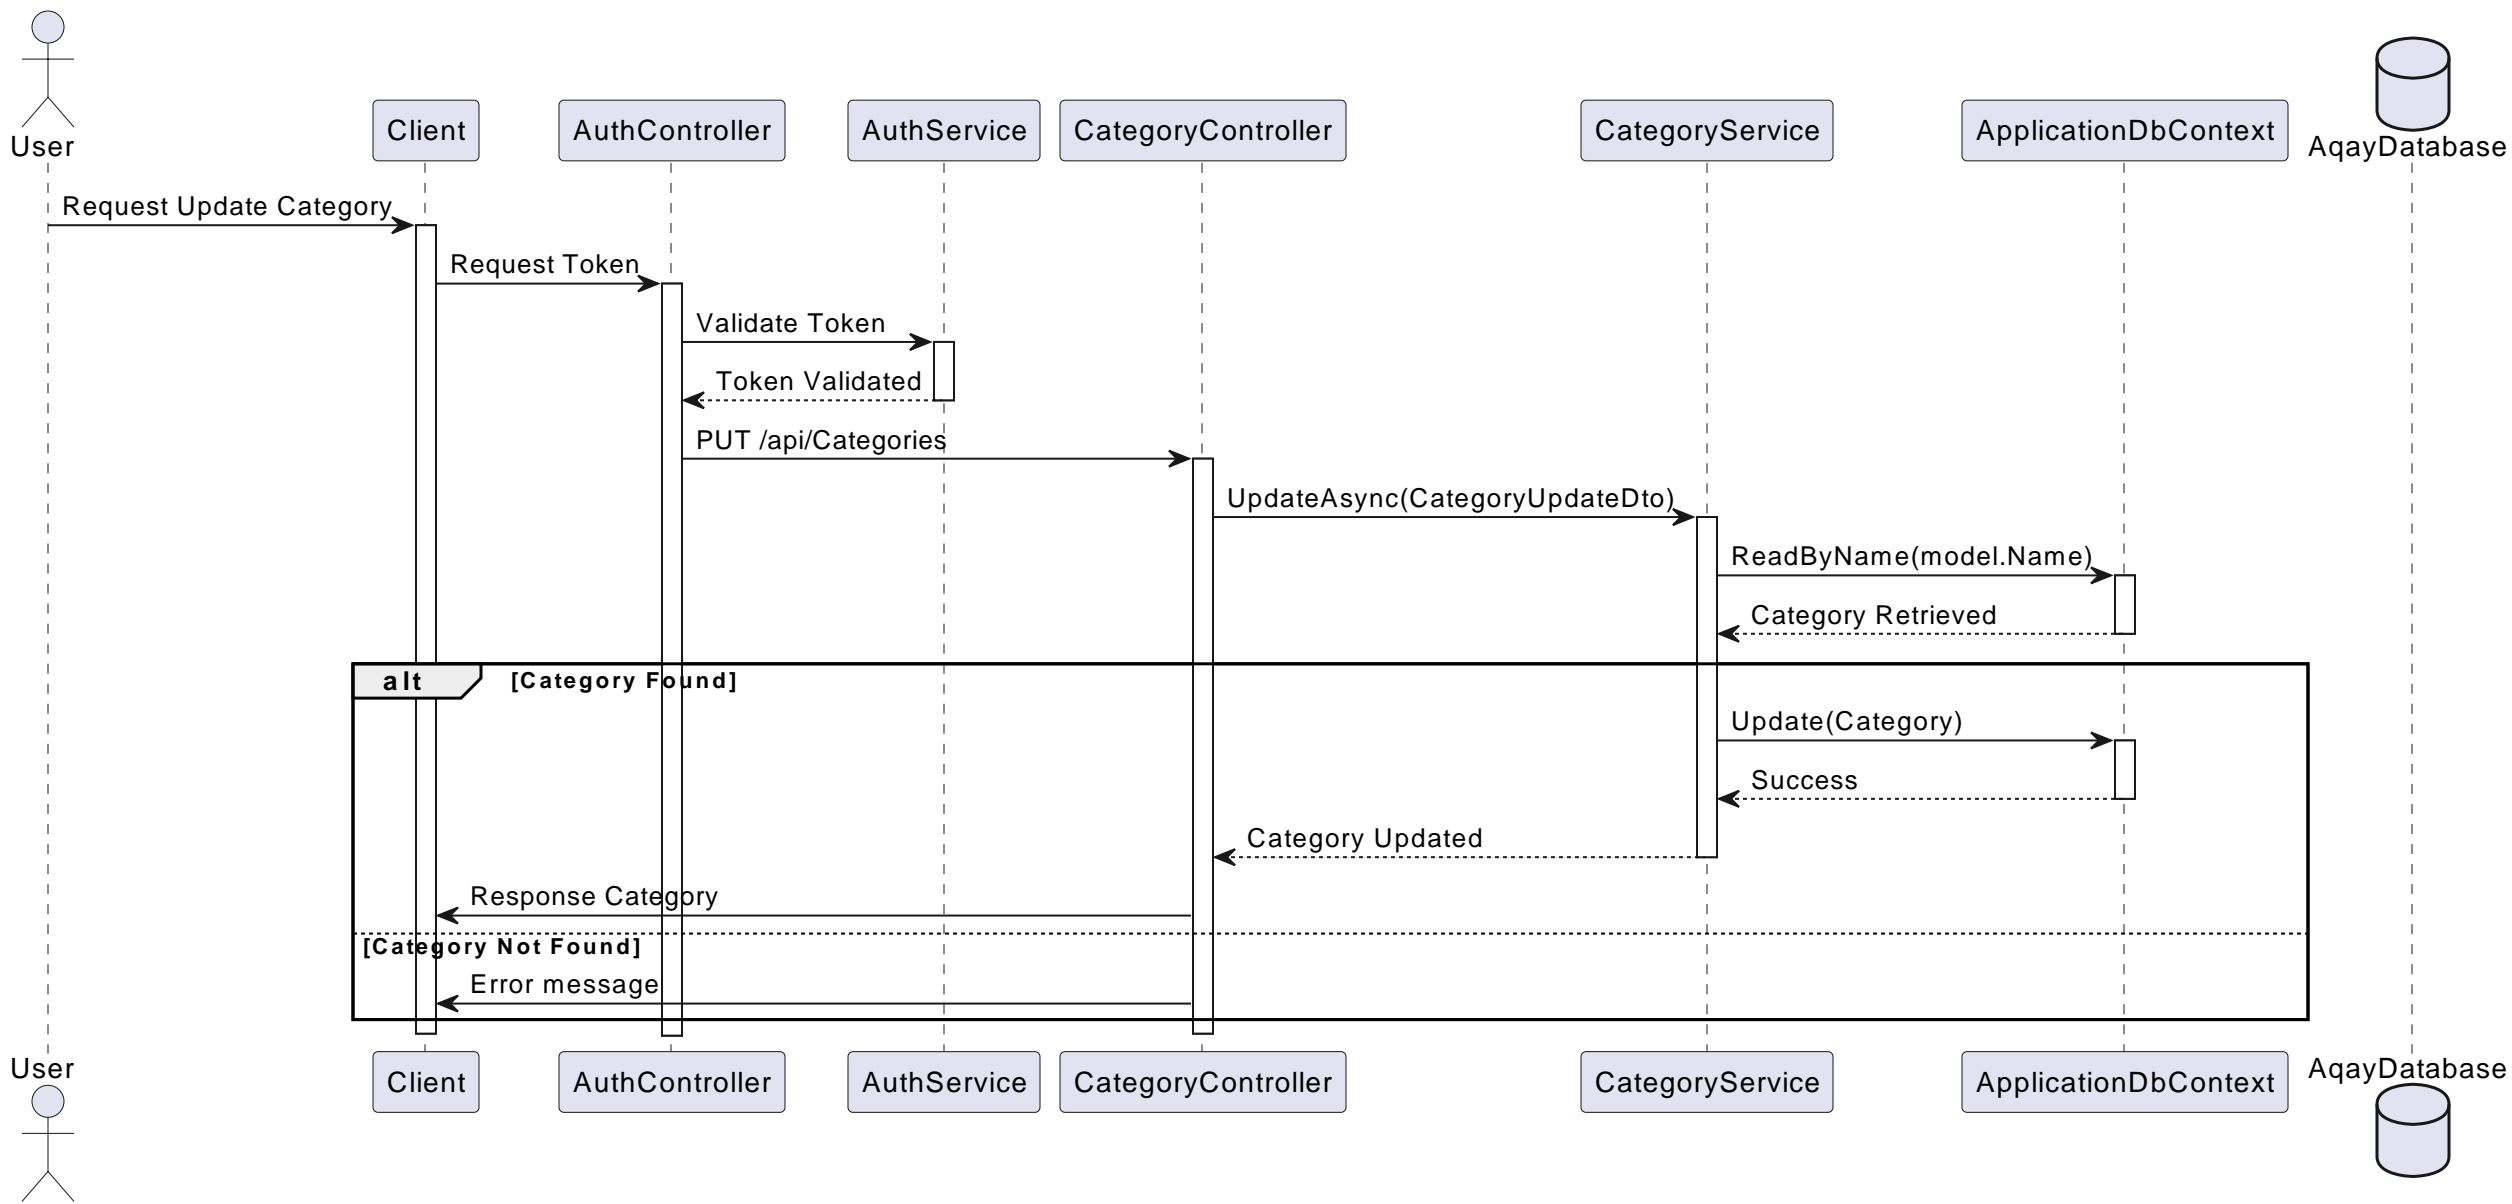 User
Client
AuthController
AuthService
CategoryController
CategoryService
ApplicationDbContext
AqayDatabase
Request Update Category
Request Token
Validate Token
Token Validated
PUT /api/Categories
UpdateAsync(CategoryUpdateDto)
ReadByName(model.Name)
Category Retrieved
alt
[Category Found]
Update(Category)
Success
Category Updated
Response Category
[Category Not Found]
Error message
User
Client
AuthController
AuthService
CategoryController
CategoryService
ApplicationDbContext
AqayDatabase